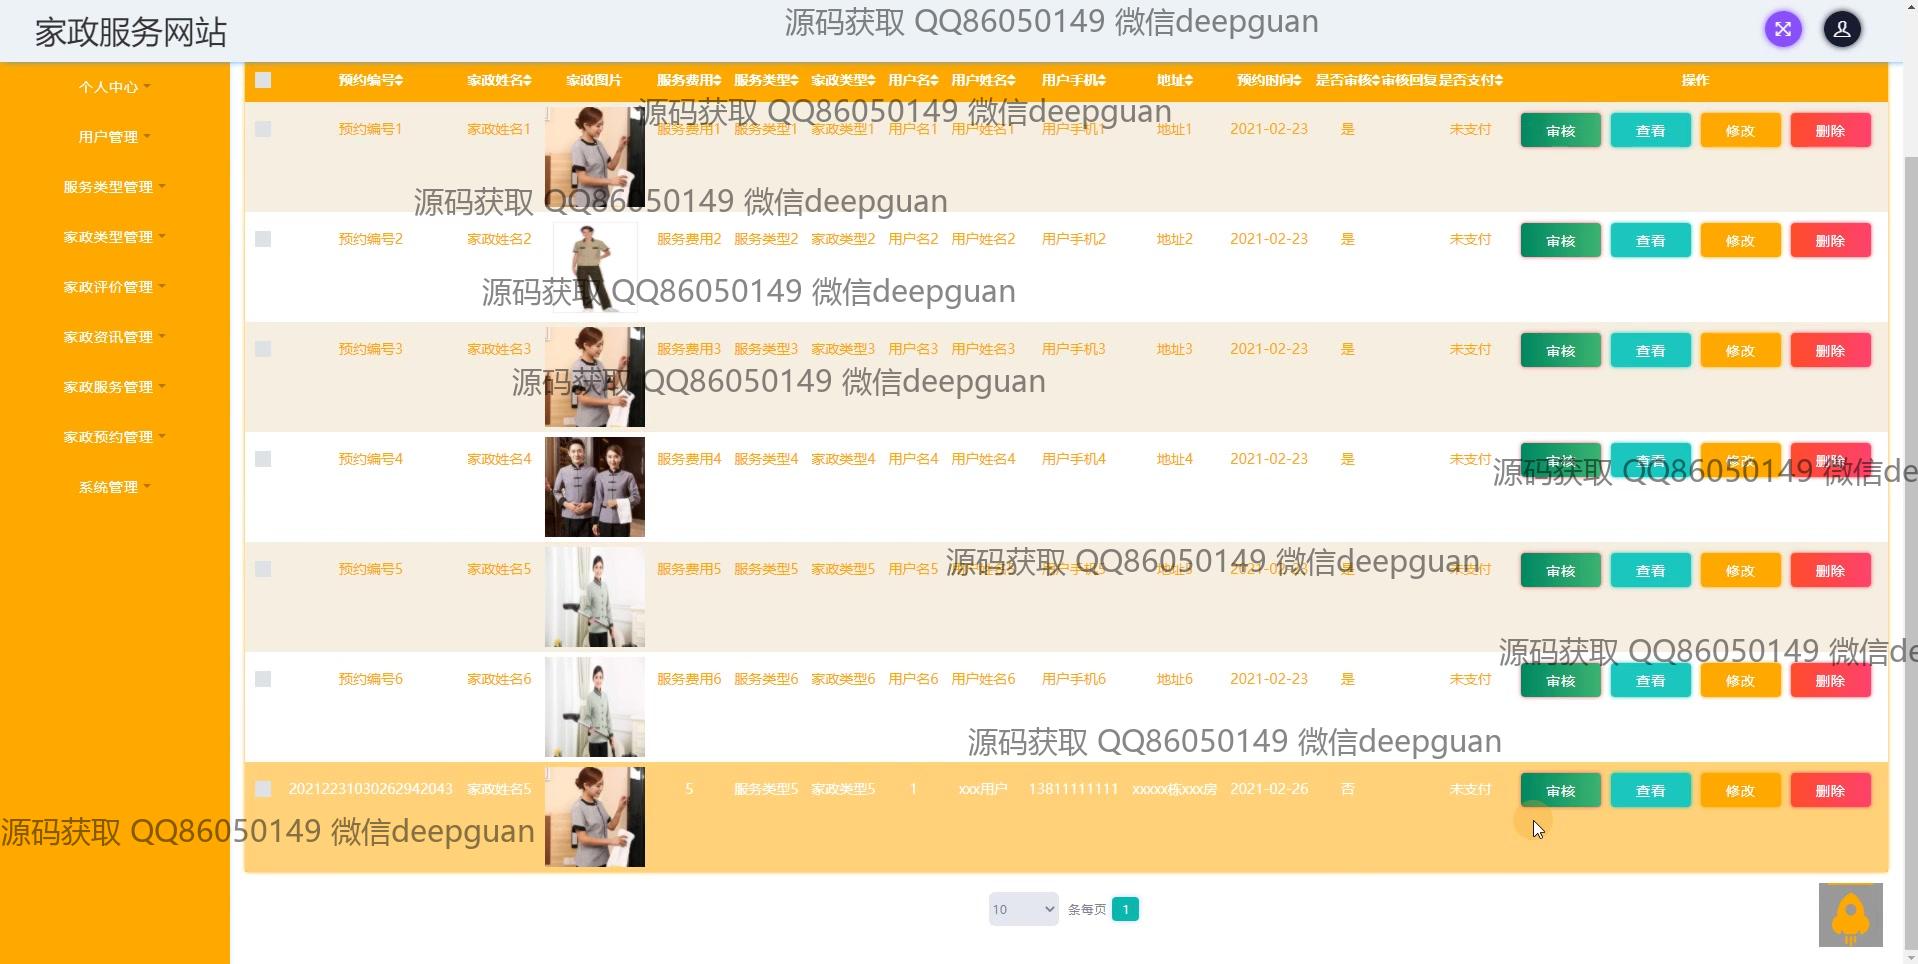 家政服务网站
源码获取 QQ86050149 微信deepguan
个人中心
用户管理
服务类型管理
家政类型管理
家政评价管理
家政资讯管理
家政服务管理
家政预约管理
系统管理
预约编号 家政姓名 家政图片 服务费用 服务类型 家政类型 用户名 用户姓名 用户手机 地址 预约时间 是否审核 审核回复 是否支付 操作
源码获取 QQ86050149 微信deepguan
预约编号1 家政姓名1 服务费用1 服务类型1 家政类型1 用户名1 用户姓名1 用户手机1 地址1 2021-02-23 是 未支付 审核 查看 修改 删除
源码获取 QQ86050149 微信deepguan
预约编号2 家政姓名2 服务费用2 服务类型2 家政类型2 用户名2 用户姓名2 用户手机2 地址2 2021-02-23 是 未支付 审核 查看 修改 删除
源码获取 QQ86050149 微信deepguan
预约编号3 家政姓名3 服务费用3 服务类型3 家政类型3 用户名3 用户姓名3 用户手机3 地址3 2021-02-23 是 未支付 审核 查看 修改 删除
源码获取 QQ86050149 微信deepguan
预约编号4 家政姓名4 服务费用4 服务类型4 家政类型4 用户名4 用户姓名4 用户手机4 地址4 2021-02-23 是 未支付 审核 查看 修改 删除
源码获取 QQ86050149 微信de
源码获取 QQ86050149 微信deepguan
预约编号5 家政姓名5 服务费用5 服务类型5 家政类型5 用户名5 用户姓名5 用户手机5 地址5 2021-02-23 是 未支付 审核 查看 修改 删除
源码获取 QQ86050149 微信de
预约编号6 家政姓名6 服务费用6 服务类型6 家政类型6 用户名6 用户姓名6 用户手机6 地址6 2021-02-23 是 未支付 审核 查看 修改 删除
源码获取 QQ86050149 微信deepguan
20212231030262942043 家政姓名5 5 服务类型5 家政类型5 1 xxx用户 13811111111 xxxxx栋xxx房 2021-02-26 否 未支付 审核 查看 修改 删除
源码获取 QQ86050149 微信deepguan
10 条每页 1